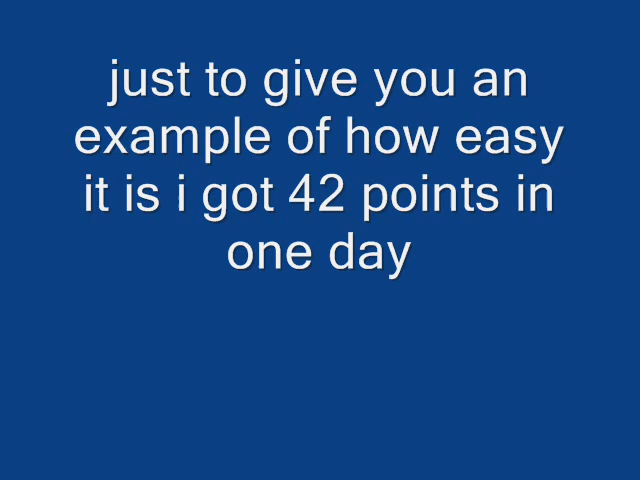 just to give you an
example of how easy
it is i got 42 points in
one day